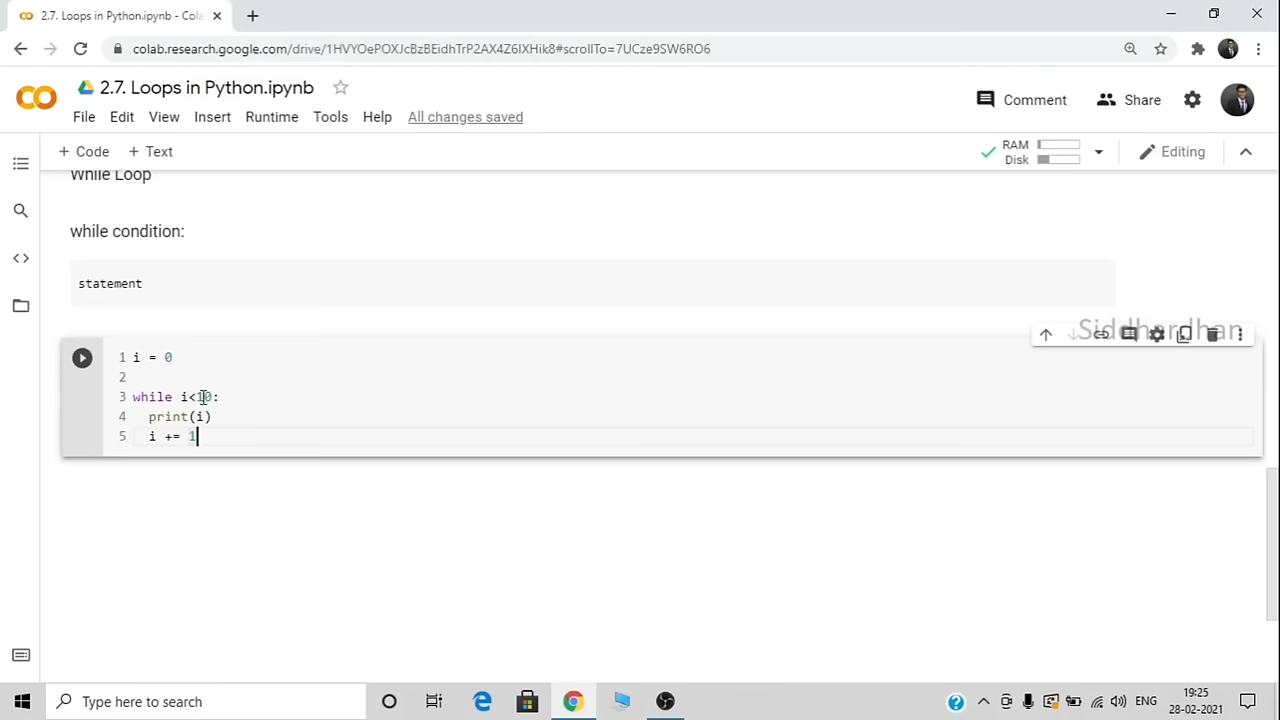 2.7. Loops in Python.ipynb - Cola
colab.research.google.com/drive/1HVYOePOXJcBzBEidhTrP2AX4Z6IXHik8#scrollTo=7UCze9SW6RO6
2.7. Loops in Python.ipynb
Comment
Share
File Edit View Insert Runtime Tools Help All changes saved
+ Code + Text
RAM
Disk
Editing
While Loop
while condition:
statement
Siddhardhan
1 i = 0
2
3 while i<10:
4 print(i)
5 i += 1
Type here to search
ENG
19:25
28-02-2021